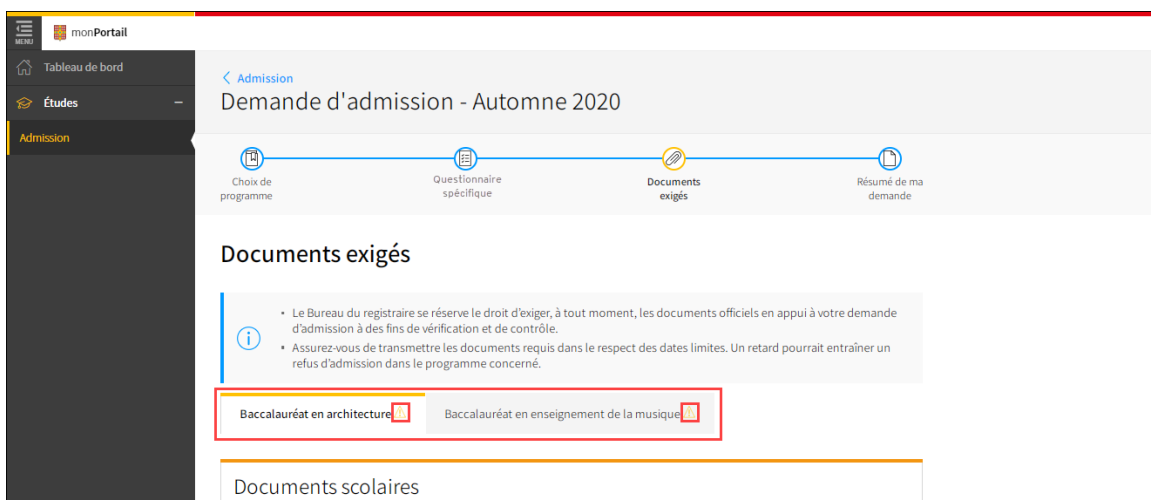 MENU
monPortail
Tableau de bord
Études
Admission
Admission
Demande d'admission - Automne 2020
Choix de
programme
Questionnaire
spécifique
Documents
exigés
Résumé de ma
demande
Documents exigés
• Le Bureau du registraire se réserve le droit d'exiger, à tout moment, les documents officiels en appui à votre demande
d'admission à des fins de vérification et de contrôle.
• Assurez-vous de transmettre les documents requis dans le respect des dates limites. Un retard pourrait entraîner un
refus d'admission dans le programme concerné.
Baccalauréat en architecture
Baccalauréat en enseignement de la musique
Documents scolaires